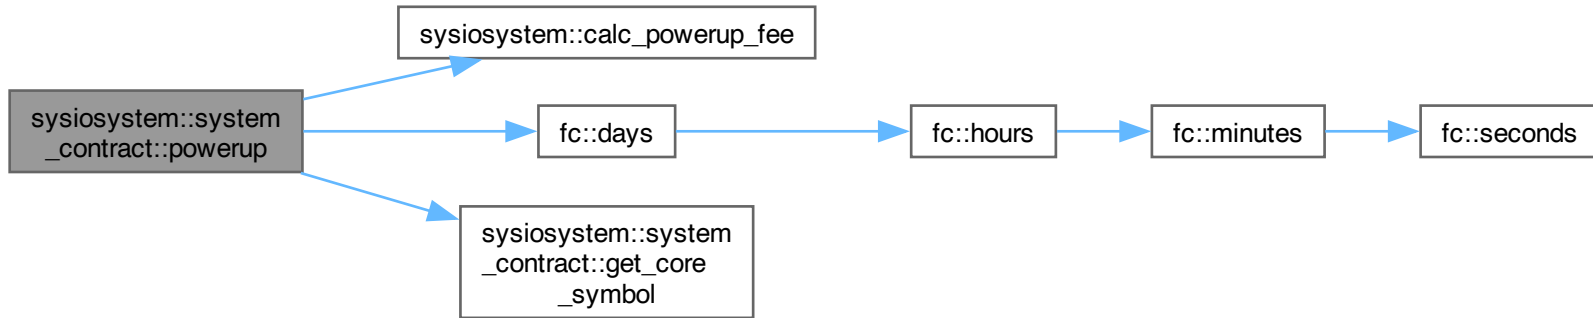 sysiosystem::calc_powerup_fee
sysiosystem::system
_contract::powerup
fc::days
fc::hours
fc::minutes
fc::seconds
sysiosystem::system
_contract::get_core
_symbol